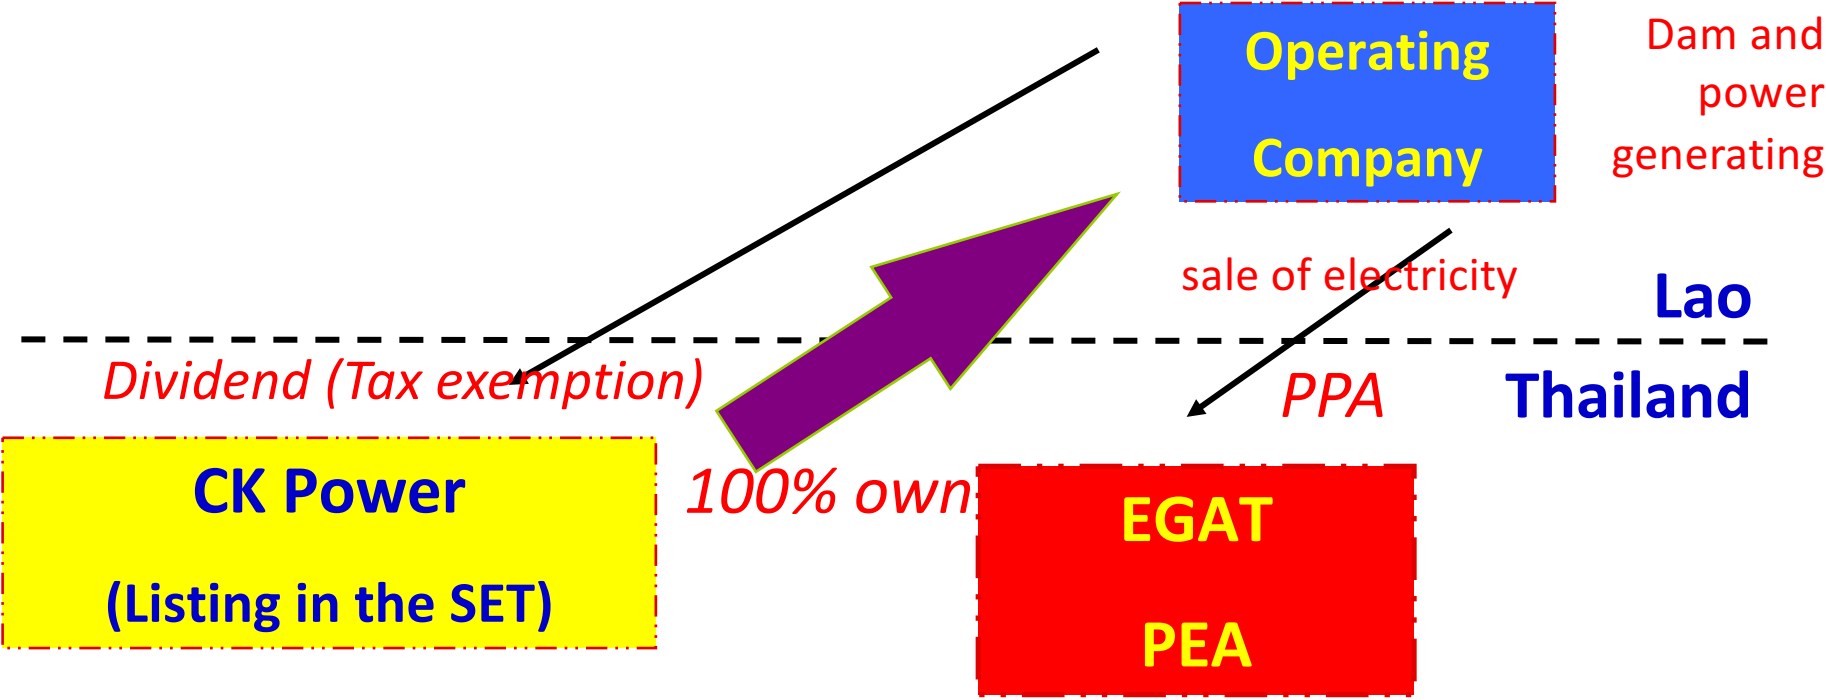 Operating
Company
Dam and
power
generating
sale of electricity
Lao
Dividend (Tax exemption)
PPA
Thailand
CK Power
(Listing in the SET)
100% own
EGAT
PEA